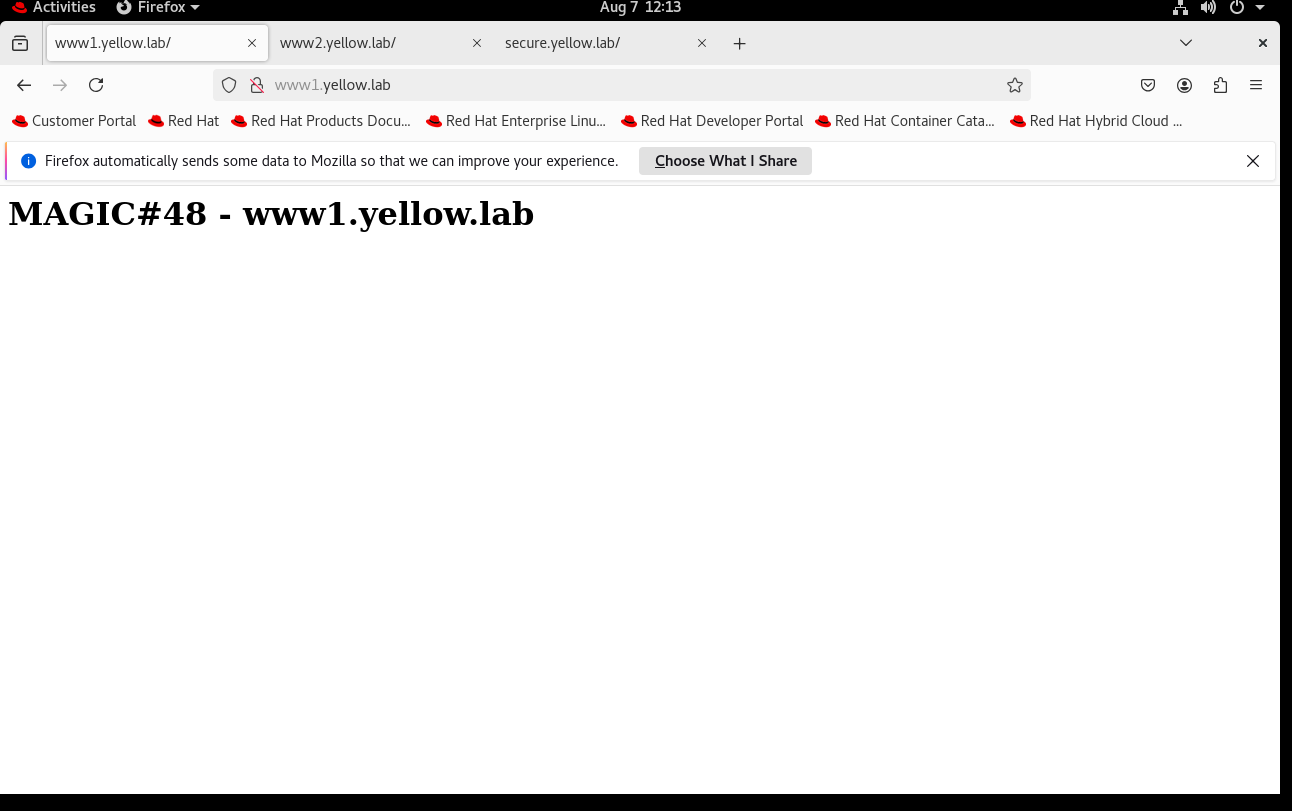 Activities Firefox Aug 7 12:13
www1.yellow.lab/ www2.yellow.lab/ secure.yellow.lab/
www1.yellow.lab
Customer Portal Red Hat Red Hat Products Docu... Red Hat Enterprise Linu... Red Hat Developer Portal Red Hat Container Cata... Red Hat Hybrid Cloud ...
Firefox automatically sends some data to Mozilla so that we can improve your experience. Choose What I Share
MAGIC#48 - www1.yellow.lab